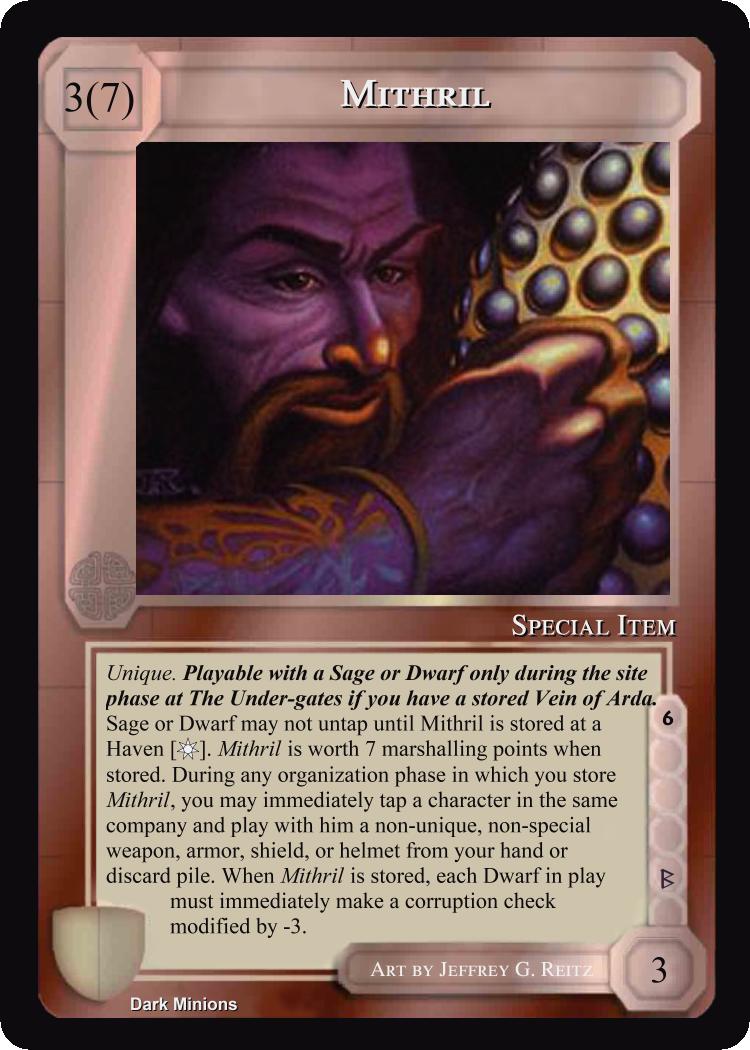 3(7)
Mithril
Special Item
Unique. Playable with a Sage or Dwarf only during the site
phase at The Under-gates if you have a stored Vein of Arda.
Sage or Dwarf may not untap until Mithril is stored at a
Haven [ ]. Mithril is worth 7 marshalling points when
stored. During any organization phase in which you store
Mithril, you may immediately tap a character in the same
company and play with him a non-unique, non-special
weapon, armor, shield, or helmet from your hand or
discard pile. When Mithril is stored, each Dwarf in play
must immediately make a corruption check
modified by -3.
6
ᛒ
Art by Jeffrey G. Reitz
3
Dark Minions